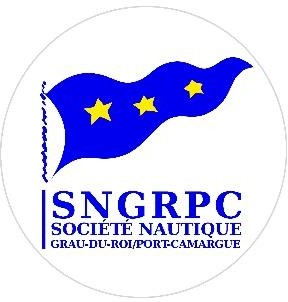 SNGRPC
SOCIÉTÉ NAUTIQUE
GRAU-DU-ROI/PORT-CAMARGUE